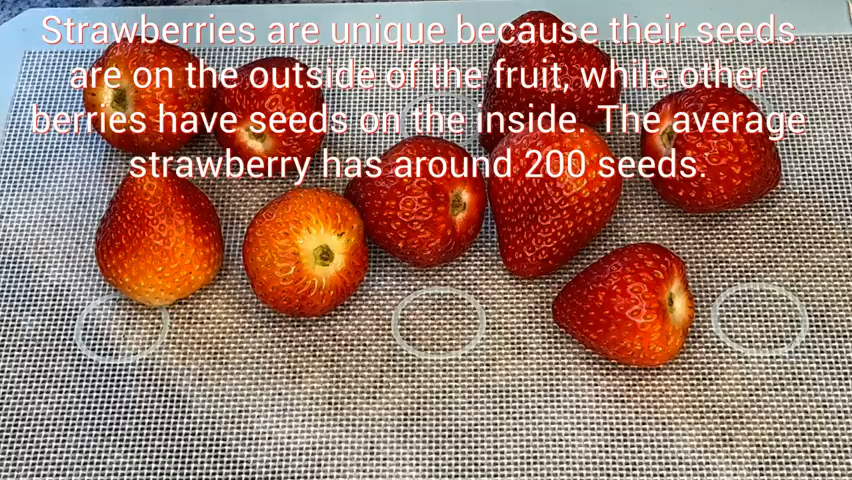 Strawberries are unique because their seeds
are on the outside of the fruit, while other
berries have seeds on the inside. The average
strawberry has around 200 seeds.